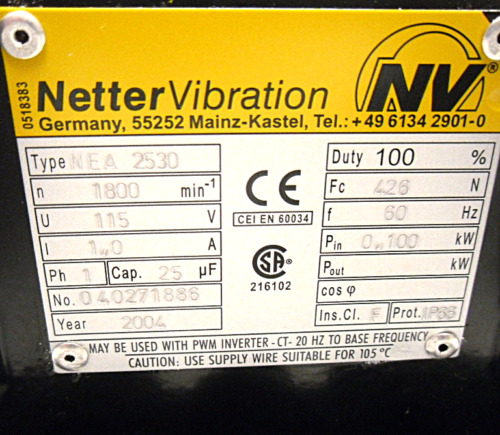 0518383
NetterVibration NV®
Germany, 55252 Mainz-Kastel, Tel.:+49 6134 2901-0
Type NEA 2530
n 1800 min⁻¹
U 115 V
I 1,0 A
Ph 1 Cap. 25 µF
No. 040271886
Year 2004
CE
CEI EN 60034
CSA®
216102
Duty 100 %
Fc 426 N
f 60 Hz
Pin 0,100 kW
Pout kW
cos φ
Ins.Cl. F Prot. IP66
MAY BE USED WITH PWM INVERTER -CT- 20 HZ TO BASE FREQUENCY
CAUTION: USE SUPPLY WIRE SUITABLE FOR 105 °C